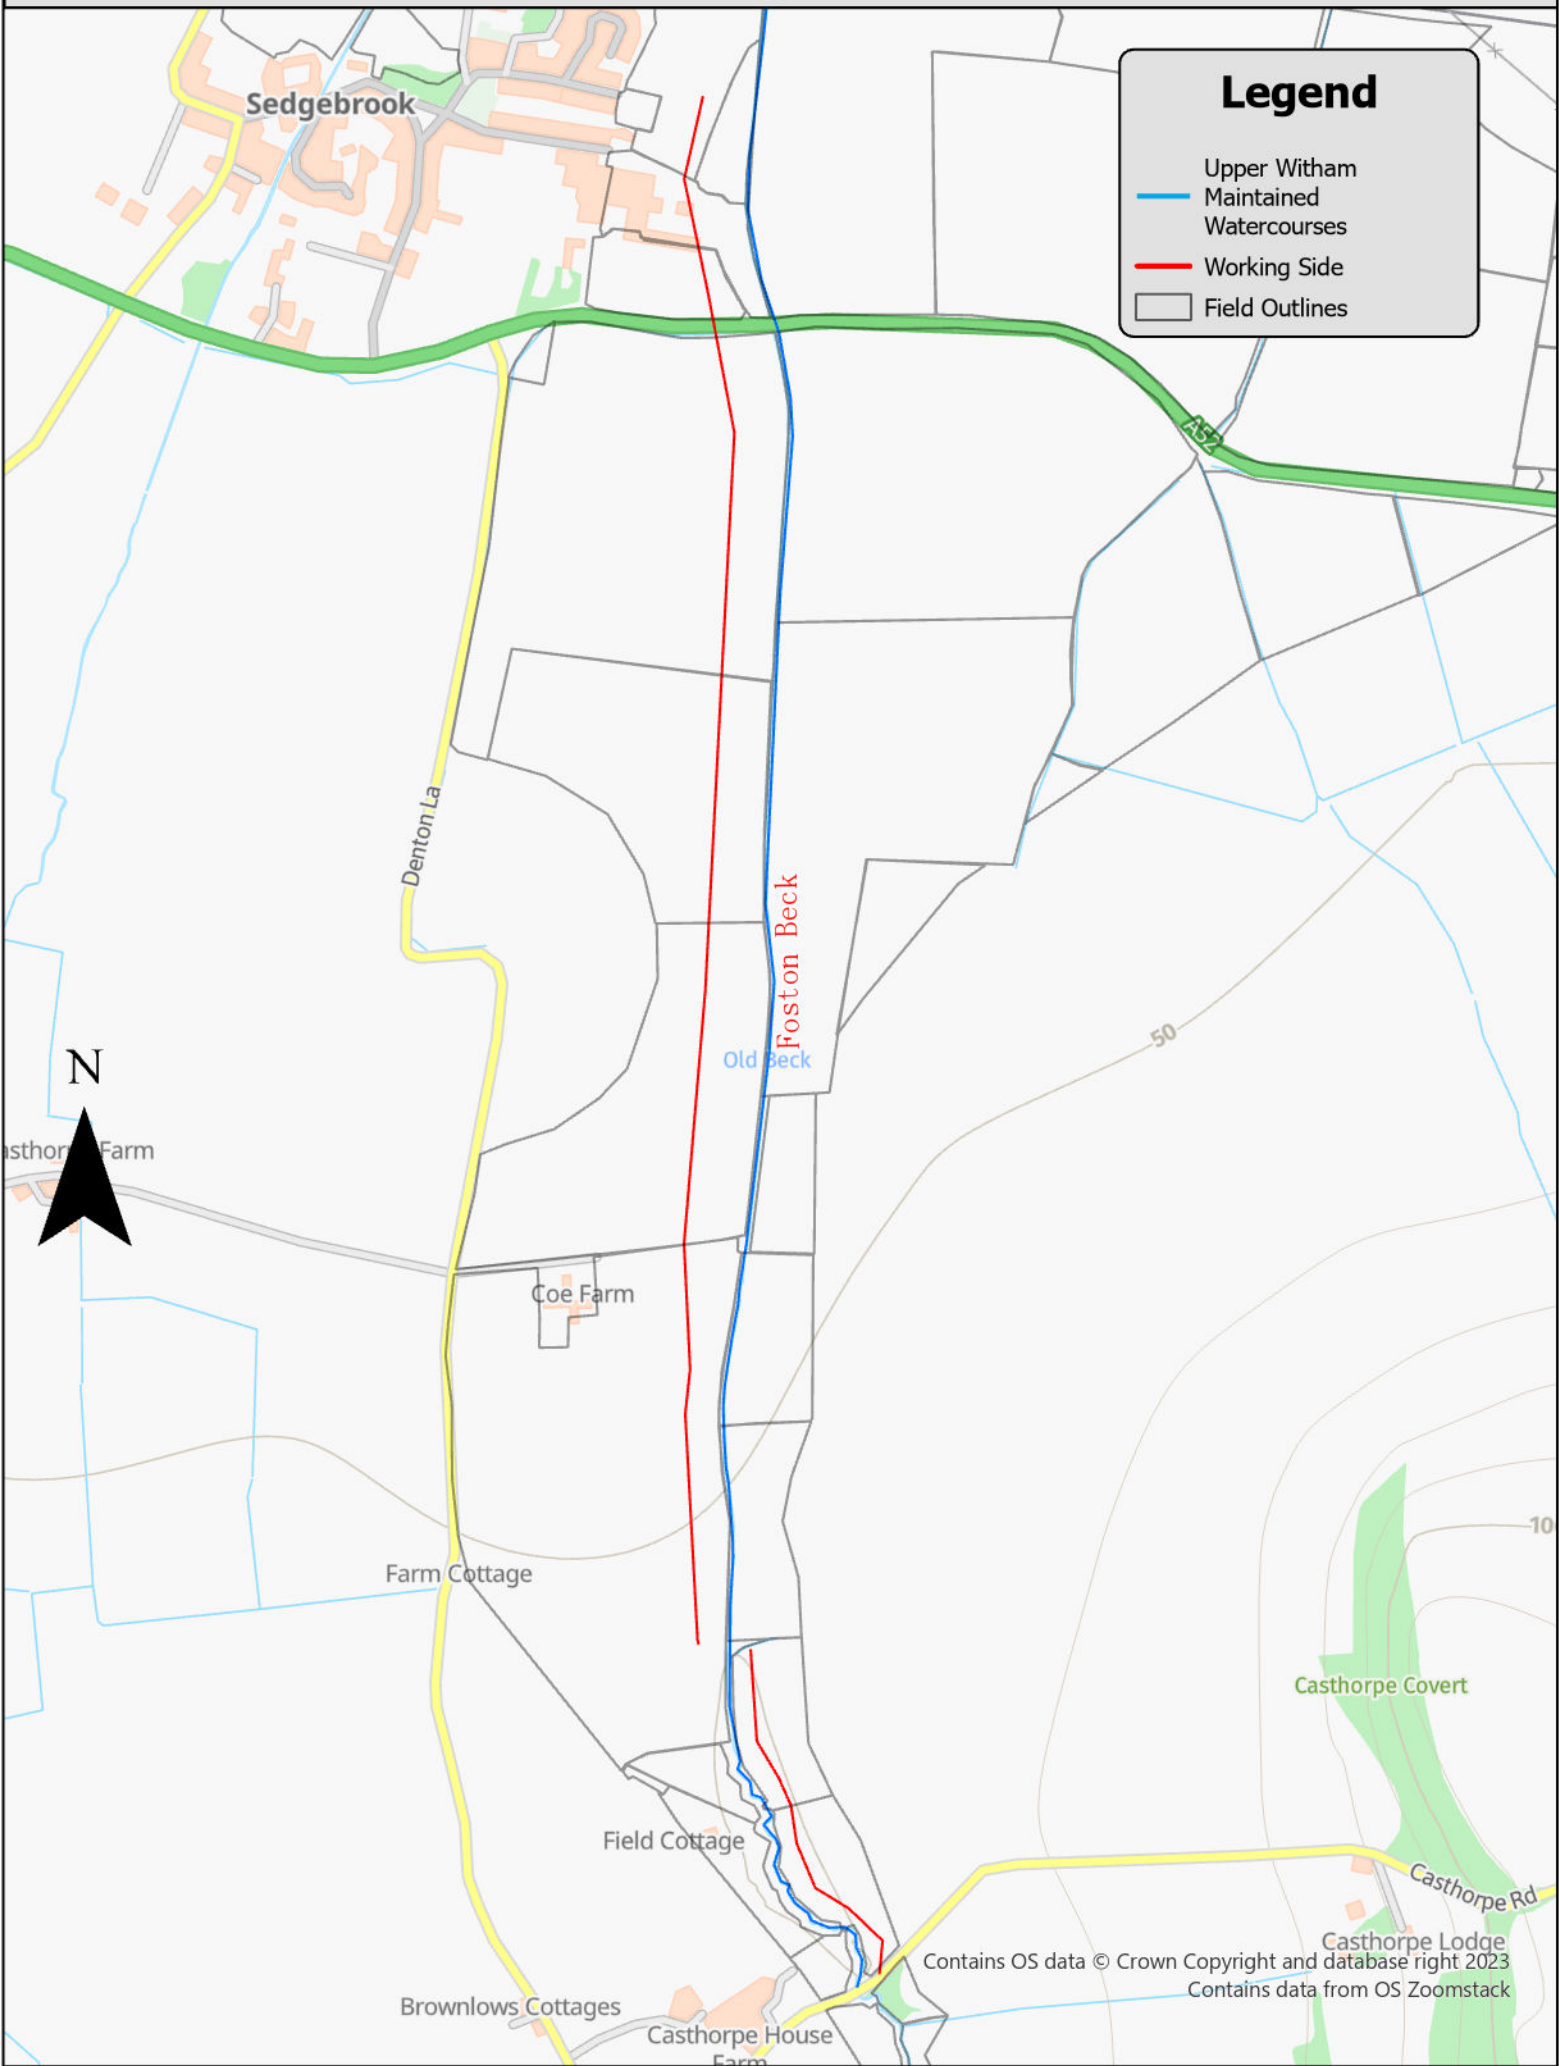 Sedgebrook
Legend
Upper Witham
Maintained
Watercourses
Working Side
Field Outlines
A52
Denton La
Foston Beck
Old Beck
50
N
Farm
Coe Farm
Farm Cottage
Casthorpe Covert
Field Cottage
Casthorpe Rd
Casthorpe Lodge
Contains OS data © Crown Copyright and database right 2023
Contains data from OS Zoomstack
Brownlows Cottages
Casthorpe House
Farm